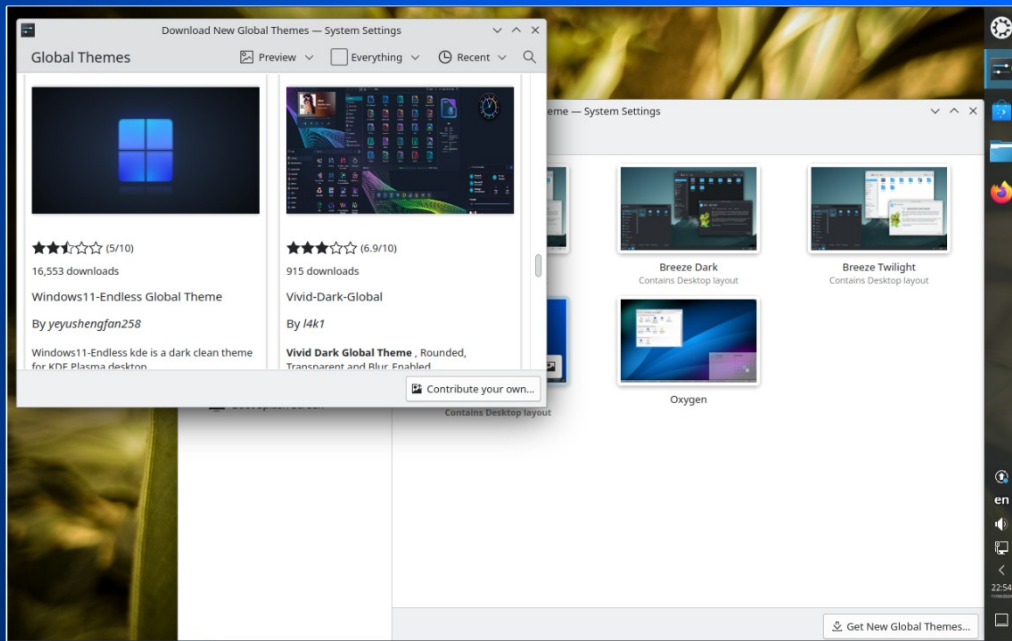 Download New Global Themes — System Settings
Global Themes
Preview
Everything
Recent
(5/10)
16,553 downloads
Windows11-Endless Global Theme
By yeyushengfan258
Windows11-Endless kde is a dark clean theme
for KDE Plasma desktop
(6.9/10)
915 downloads
Vivid-Dark-Global
By l4k1
Vivid Dark Global Theme , Rounded,
Transparent and Blur Enabled
Contribute your own...
eme — System Settings
Breeze Dark
Contains Desktop layout
Breeze Twilight
Contains Desktop layout
Contains Desktop layout
Oxygen
Get New Global Themes...
en
22:54